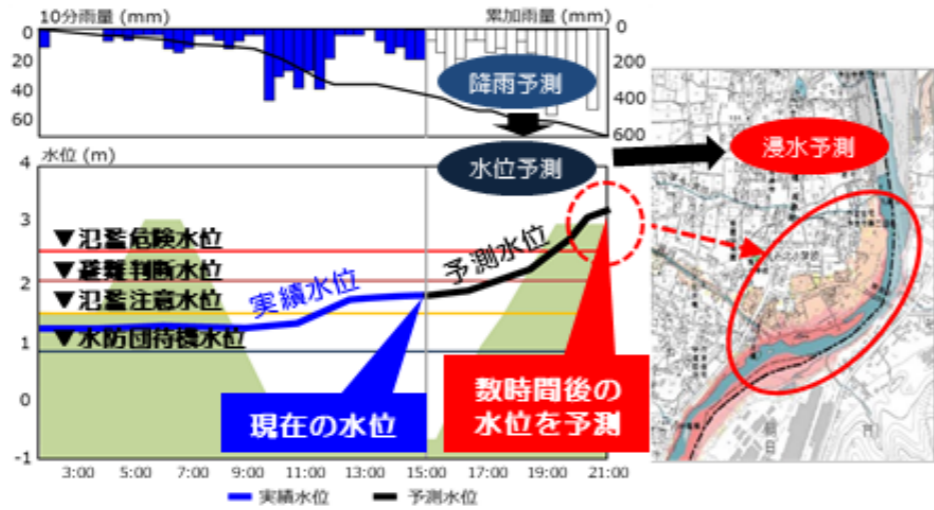 10分雨量 (mm)
累加雨量 (mm)
0
20
40
60
0
200
400
600
降雨予測
水位予測
浸水予測
水位 (m)
4
3
2
1
0
-1
▼氾濫危険水位
▼避難判断水位
▼氾濫注意水位
▼水防団待機水位
実績水位
予測水位
現在の水位
数時間後の
水位を予測
3:00 5:00 7:00 9:00 11:00 13:00 15:00 17:00 19:00 21:00
実績水位 予測水位